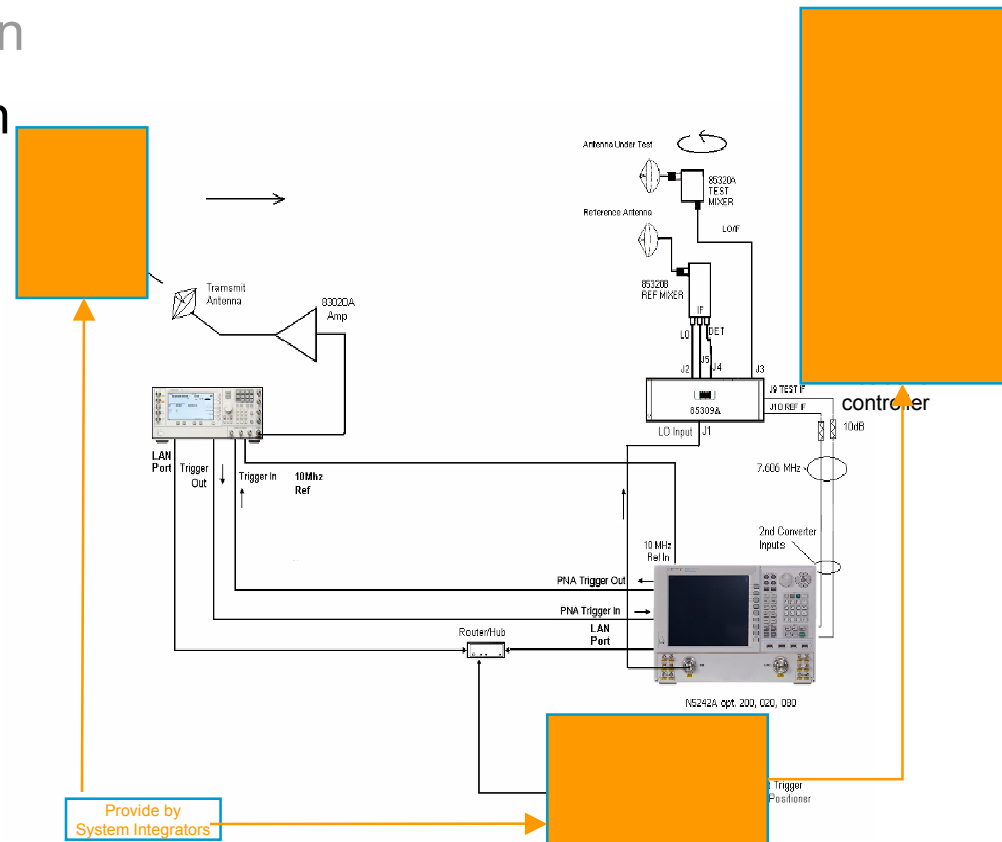 n
n
Antenna Under Test
85320A
TEST
MIXER
Reference Antenna
LO/IF
Transmit
Antenna
83020A
Amp
85320B
REF MIXER
IF
LO
DET
J5
J2
J4
J3
85309A
J9 TEST IF
J10 REF IF
controller
LO Input
J1
10dB
LAN
Port
Trigger
Out
Trigger In
10Mhz
Ref
7.606 MHz
2nd Converter
Inputs
10 MHz
Ref In
PNA Trigger Out
PNA Trigger In
LAN
Port
Router/Hub
N5242A opt. 200, 020, 080
Trigger
Positioner
Provide by
System Integrators